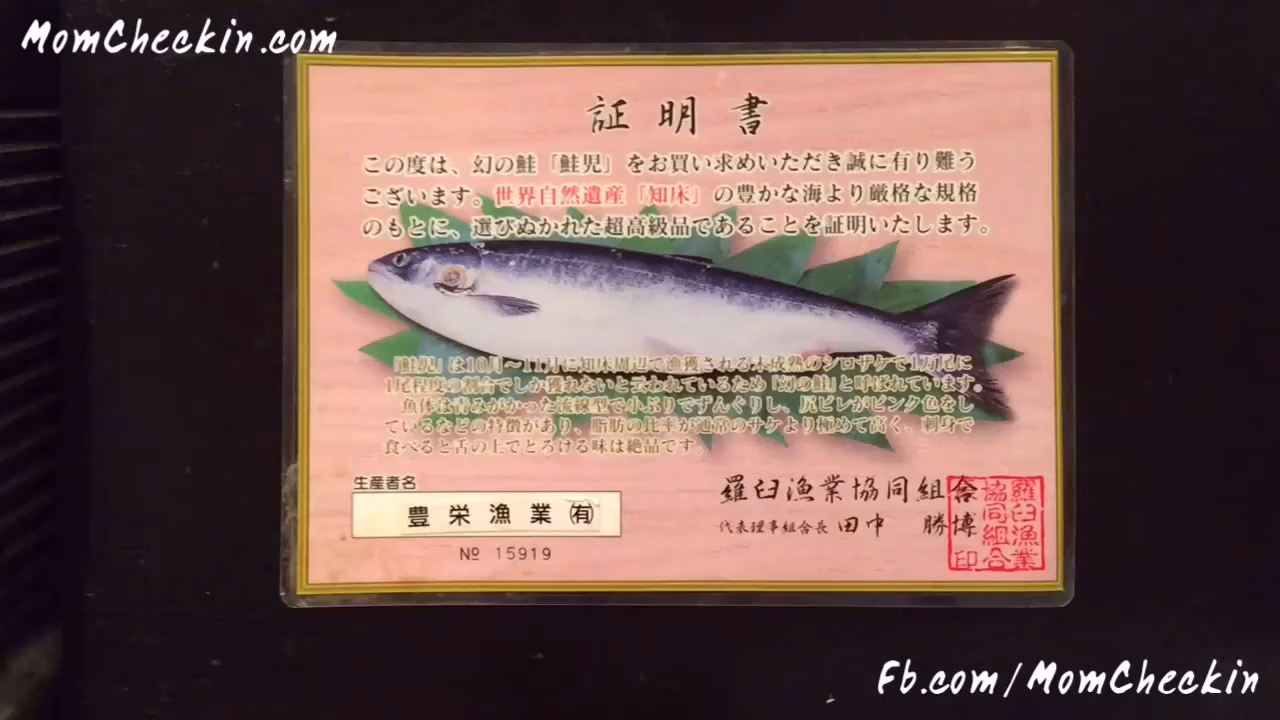 MomCheckin.com
証明書
この度は、幻の鮭「鮭児」をお買い求めいただき誠に有り難う
ございます。世界自然遺産「知床」の豊かな海より厳格な規格
のもとに、選びぬかれた超高級品であることを証明いたします。
『鮭児』は10月〜11月に知床周辺で漁獲される未成熟のシロザケで1万尾に
1尾程度の割合でしか獲れないと云われているため『幻の鮭』と呼ばれています。
魚体は青みがかった流線型で小ぶりでずんぐりし、尻ビレがピンク色をし
ているなどの特徴があり、脂肪の比率が通常のサケより極めて高く、刺身で
食べると舌の上でとろける味は絶品です。
生産者名
豊栄漁業㈲
№ 15919
羅臼漁業協同組合
代表理事組合長 田中 勝博
羅臼漁業
協同組合
印
Fb.com/MomCheckin